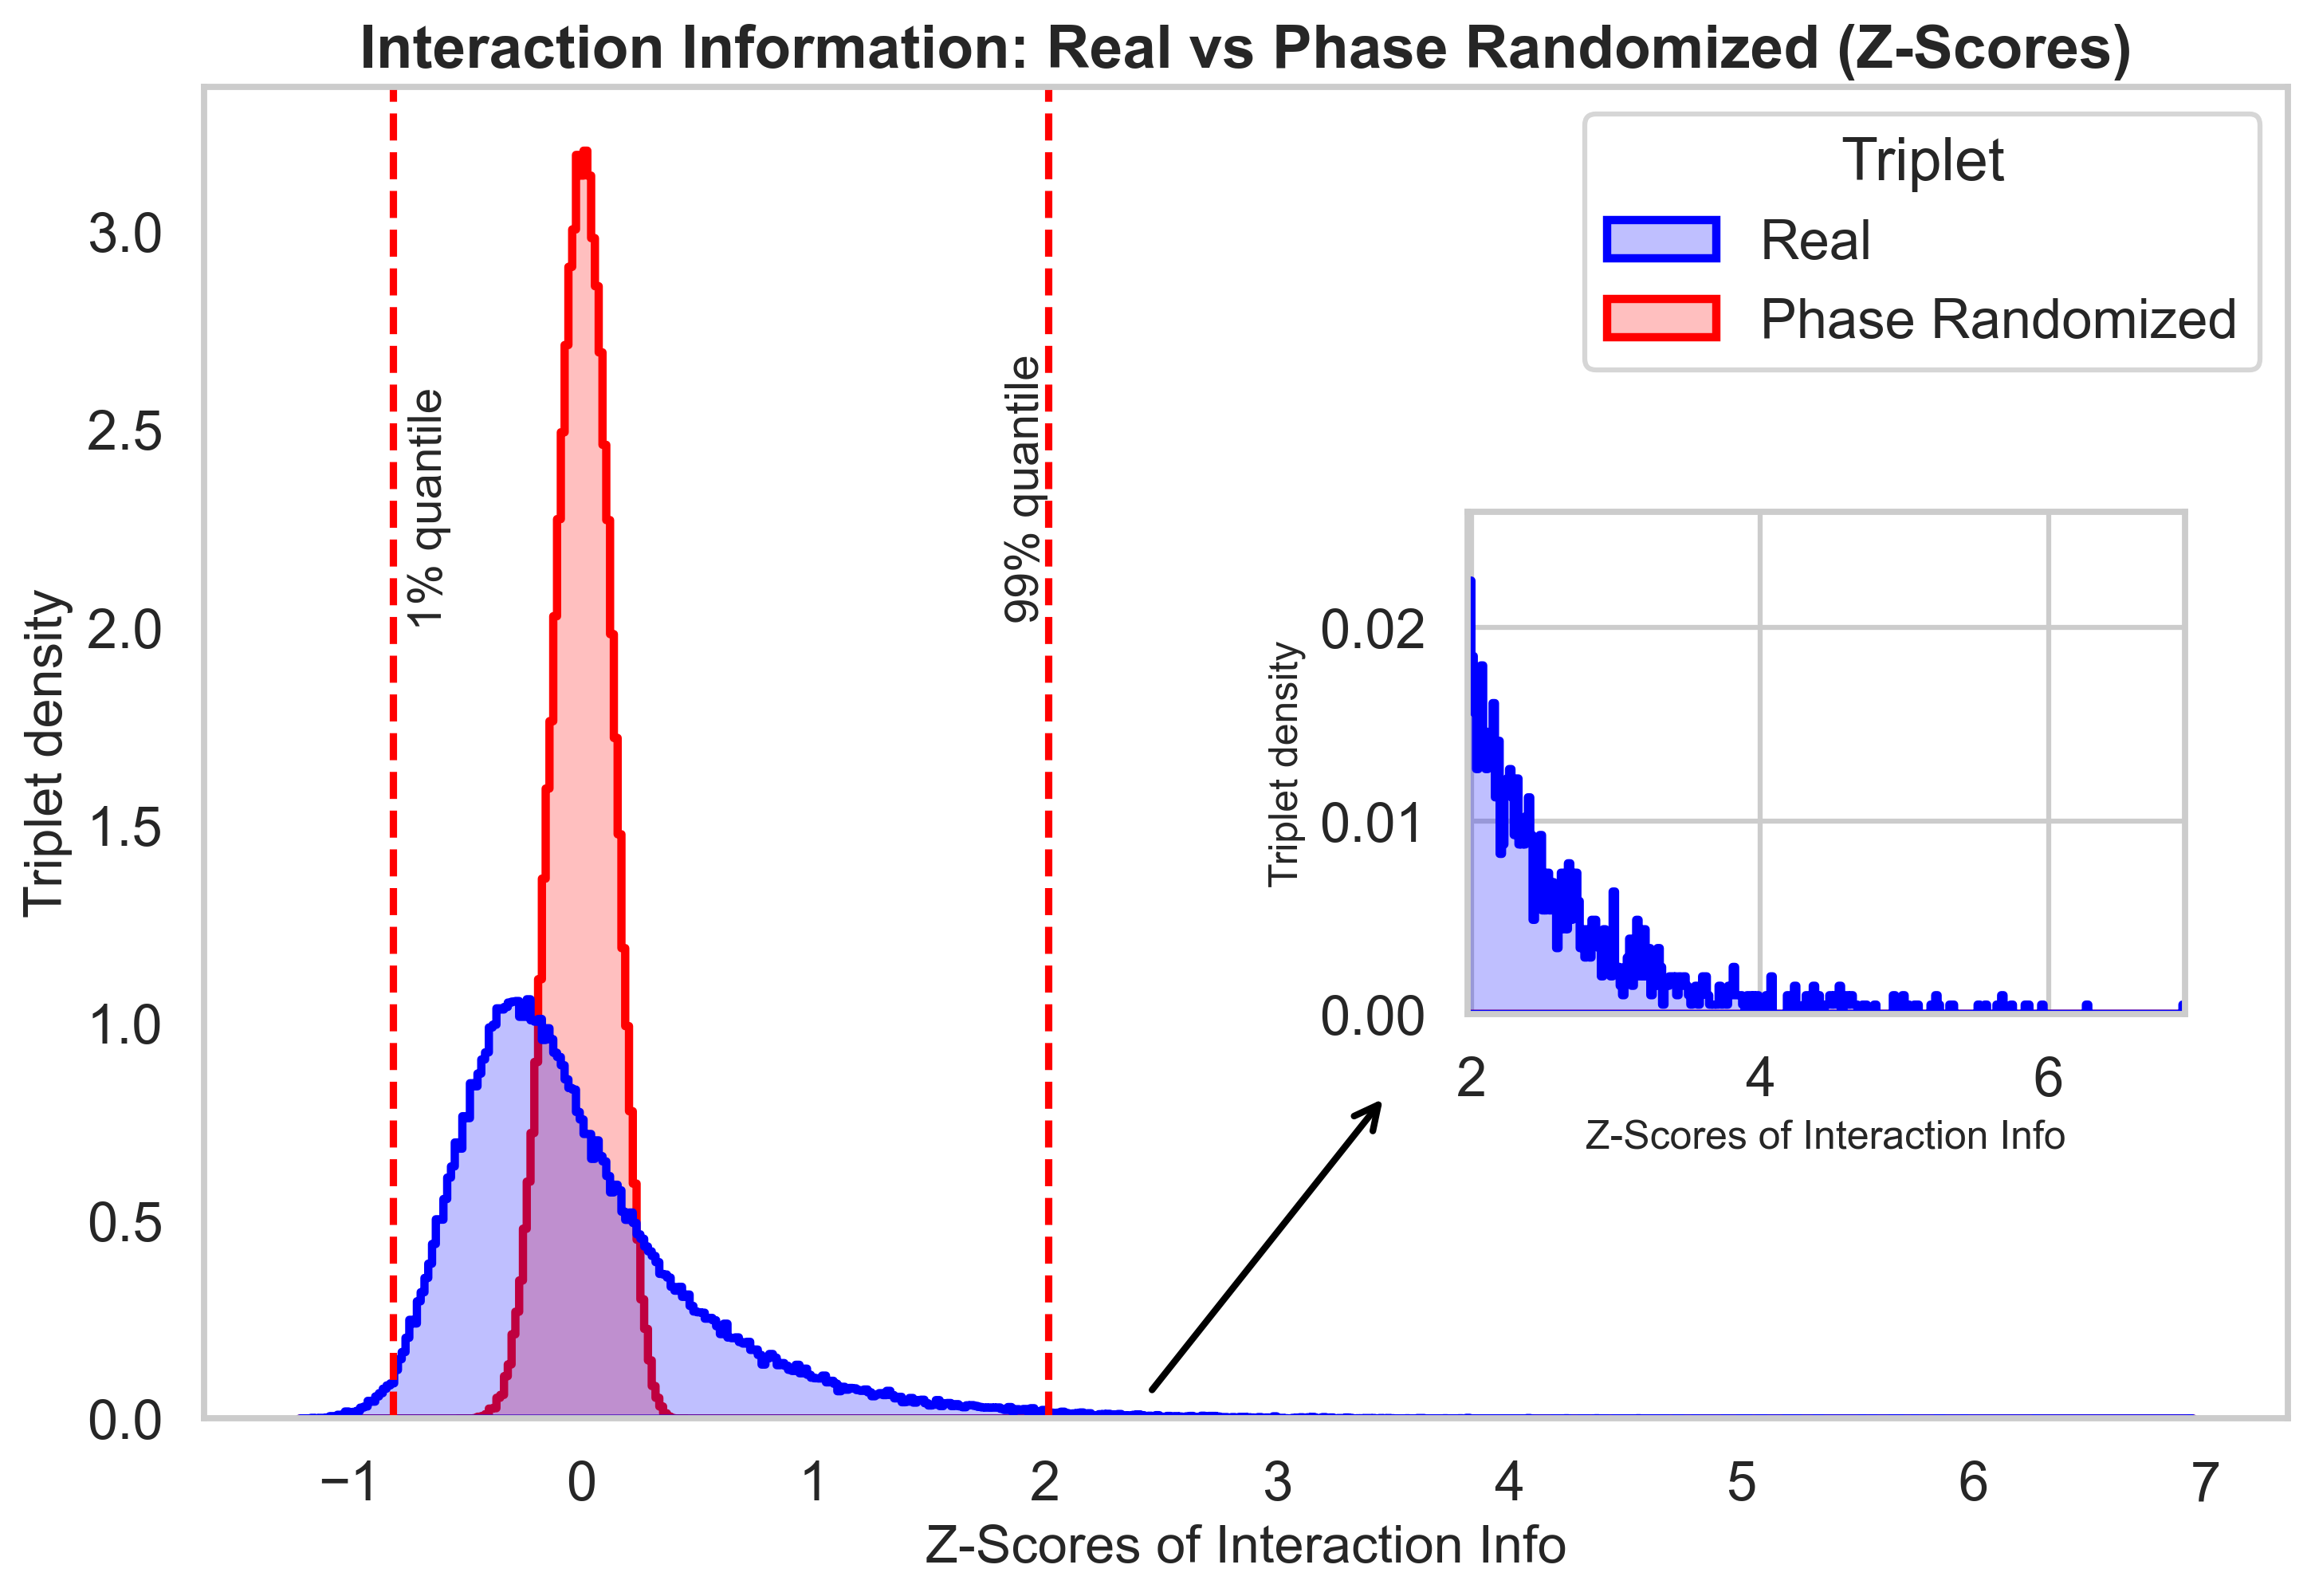 Interaction Information: Real vs Phase Randomized (Z-Scores)
Triplet
Real
Phase Randomized
1% quantile
99% quantile
Triplet density
3.0
2.5
2.0
1.5
1.0
0.5
0.0
−1 0 1 2 3 4 5 6 7
Z-Scores of Interaction Info
Triplet density
0.02
0.01
0.00
2 4 6
Z-Scores of Interaction Info